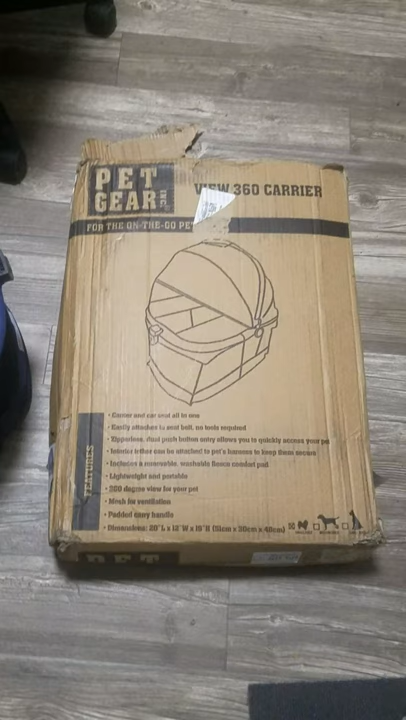 PET
GEAR INC.
VIEW 360 CARRIER
FOR THE ON-THE-GO PET
FEATURES
• Carrier and car seat all in one
• Easily attaches to seat belt, no tools required
• Zipperless, dual push button entry allows you to quickly access your pet
• Interior tether can be attached to pet's harness to keep them secure
• Includes a removable, washable fleece comfort pad
• Lightweight and portable
• 360 degree view for your pet
• Mesh for ventilation
• Padded carry handle
• Dimensions: 20"L x 12"W x 19"H (51cm x 30cm x 48cm)
PET